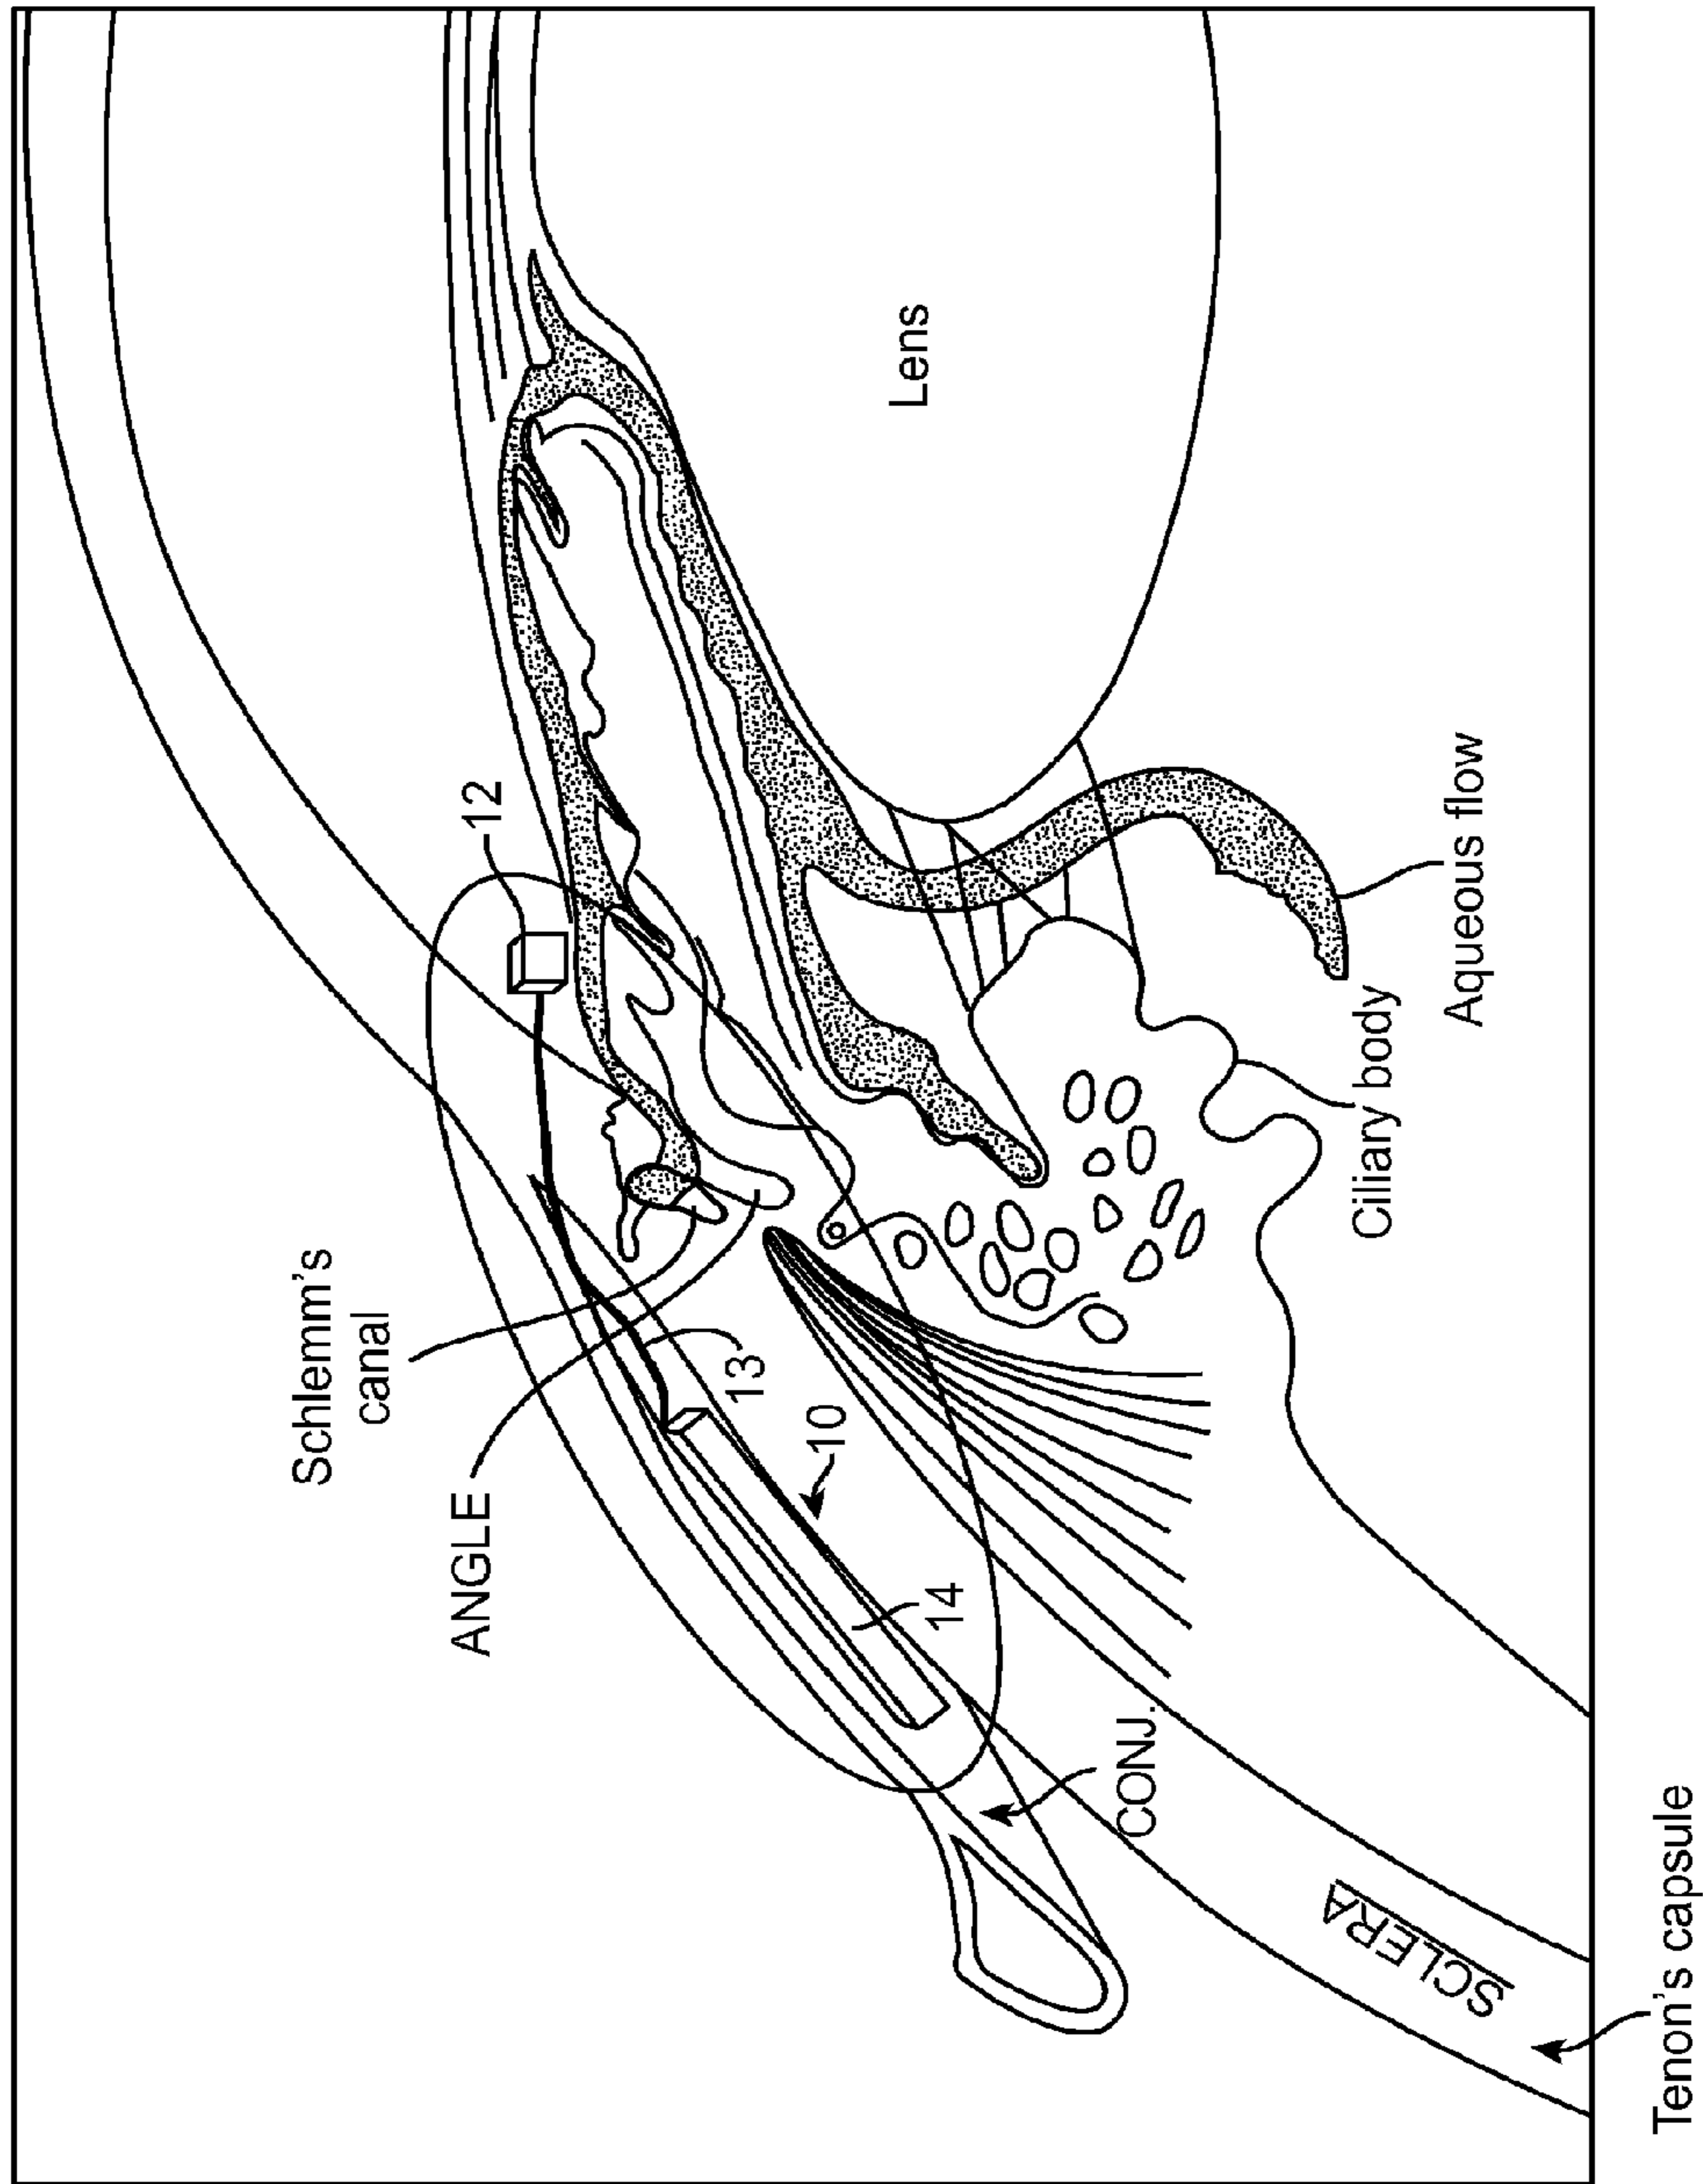 Schlemm's
canal
ANGLE
12
13
10
14
CONJ.
Lens
Aqueous flow
Ciliary body
SCLERA
Tenon's capsule